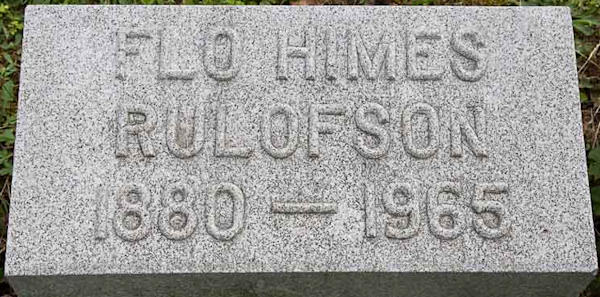 FLO HIMES
RULOFSON
1880 — 1965